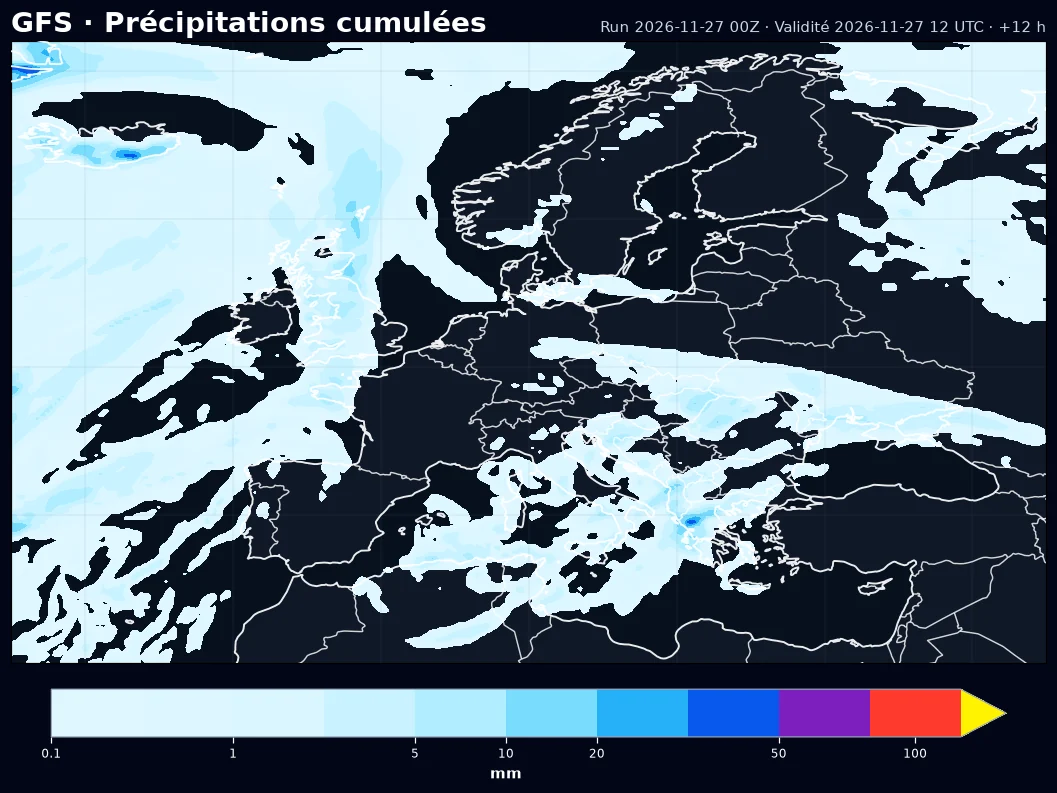 GFS · Précipitations cumulées
Run 2026-11-27 00Z · Validité 2026-11-27 12 UTC · +12 h
0.1 1 5 10 20 50 100
mm